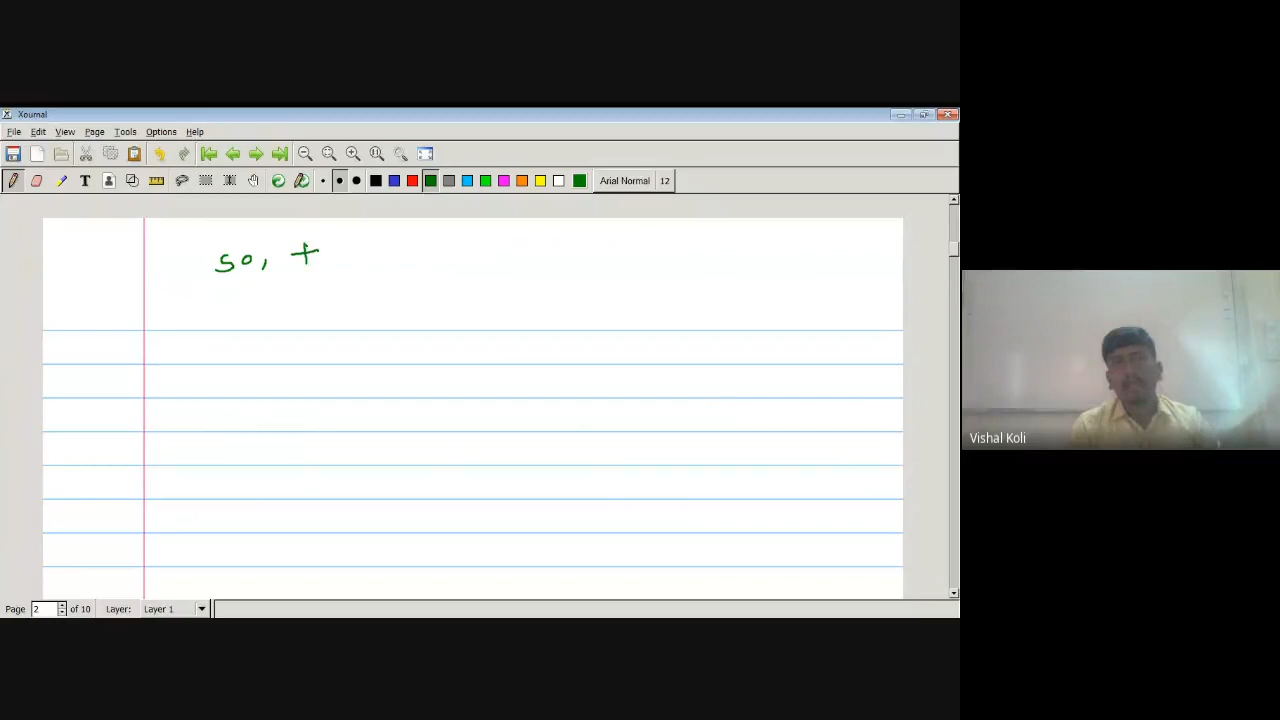 Xournal
File Edit View Page Tools Options Help
T
Arial Normal 12
so, +
Vishal Koli
Page 2 of 10 Layer: Layer 1